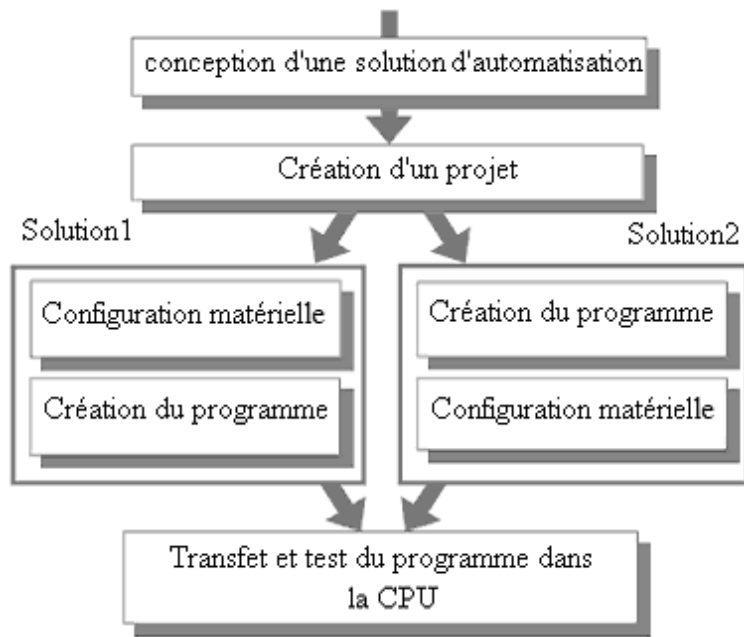 conception d'une solution d'automatisation
Création d'un projet
Solution1
Solution2
Configuration matérielle
Création du programme
Création du programme
Configuration matérielle
Transfet et test du programme dans
la CPU